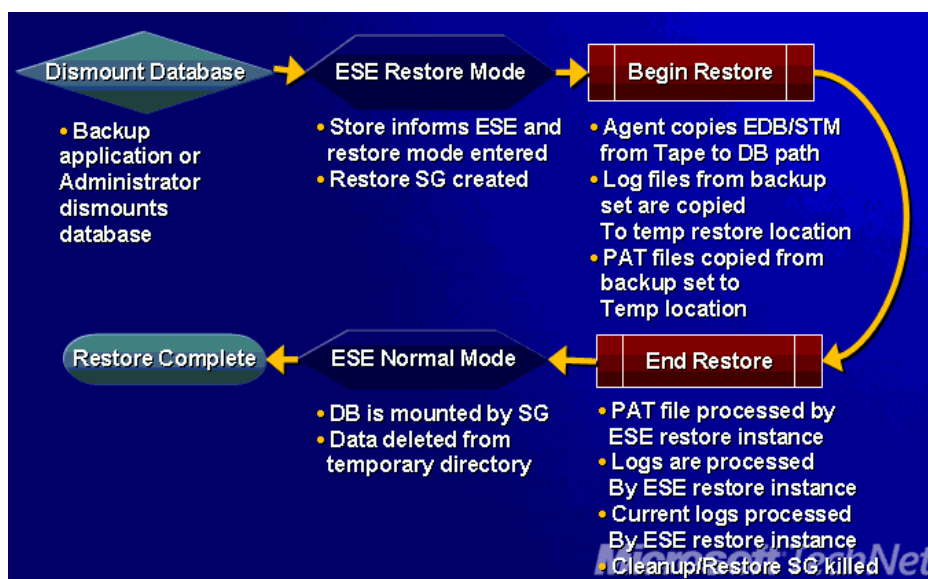 Dismount Database
ESE Restore Mode
Begin Restore
• Backup
application or
Administrator
dismounts
database
• Store informs ESE and
restore mode entered
• Restore SG created
• Agent copies EDB/STM
from Tape to DB path
• Log files from backup
set are copied
To temp restore location
• PAT files copied from
backup set to
Temp location
Restore Complete
ESE Normal Mode
End Restore
• DB is mounted by SG
• Data deleted from
temporary directory
• PAT file processed by
ESE restore instance
• Logs are processed
By ESE restore instance
• Current logs processed
By ESE restore instance
• Cleanup/Restore SG killed
Microsoft TechNet